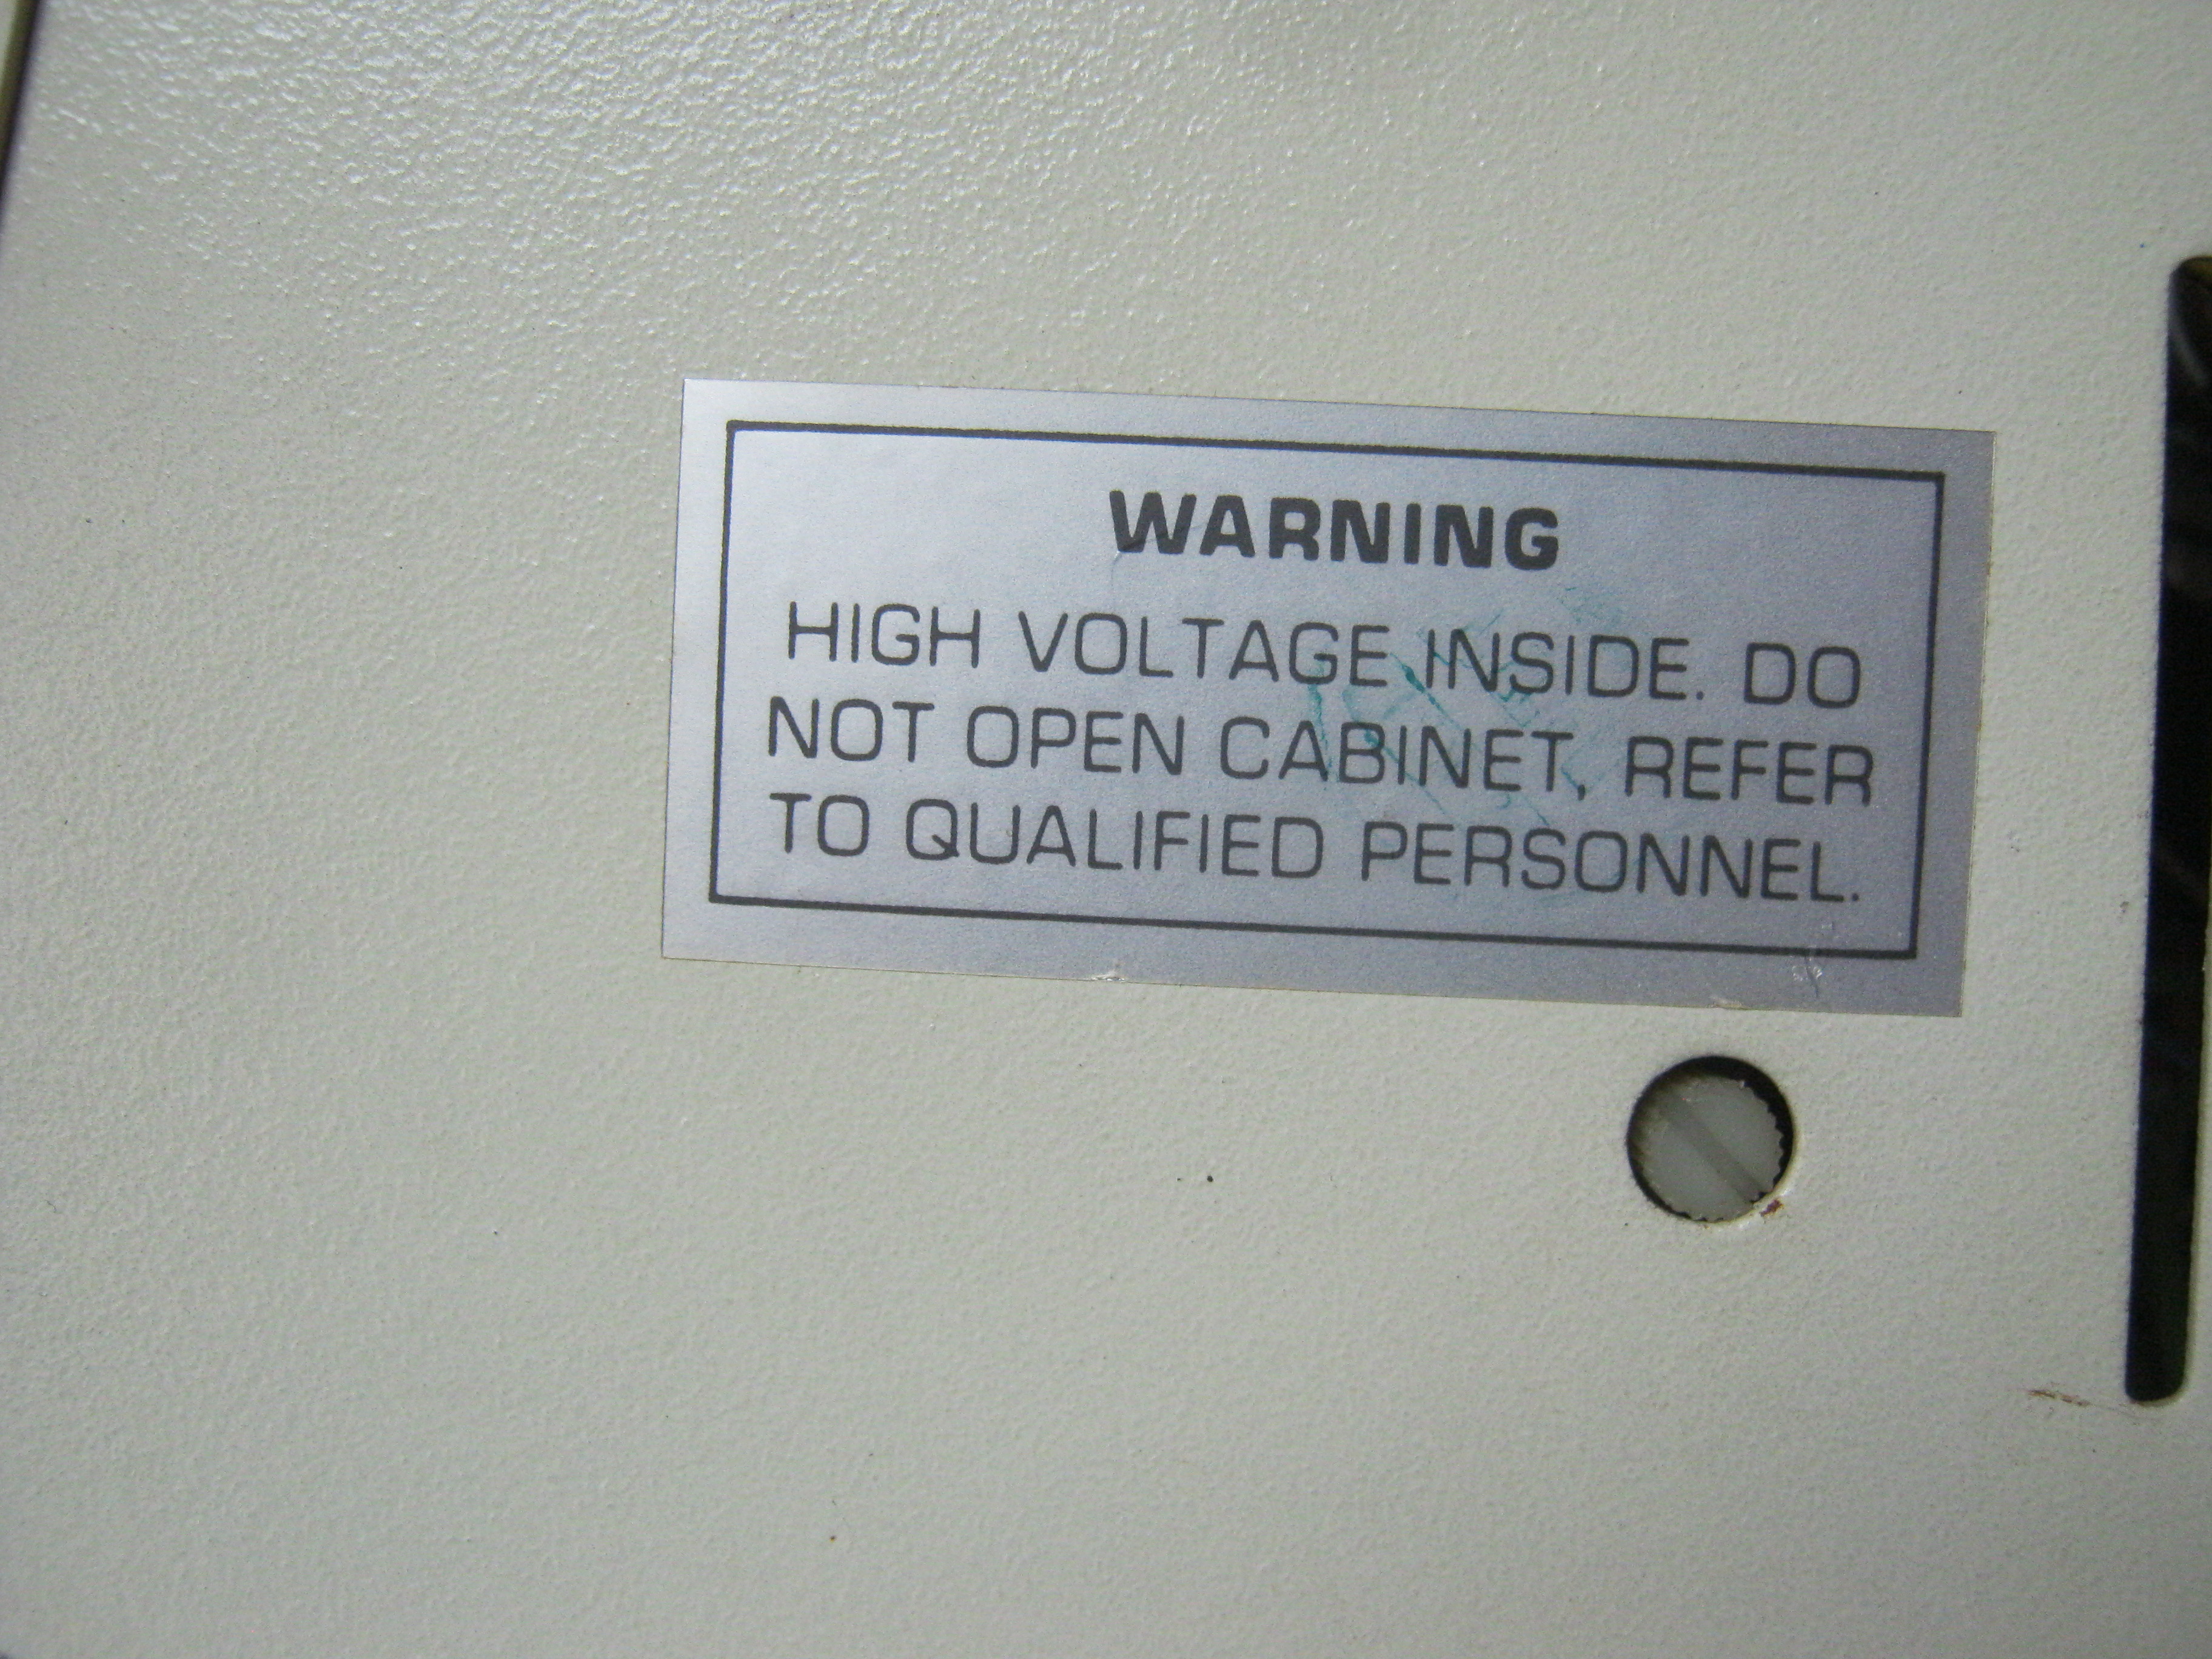 WARNING
HIGH VOLTAGE INSIDE. DO
NOT OPEN CABINET, REFER
TO QUALIFIED PERSONNEL.